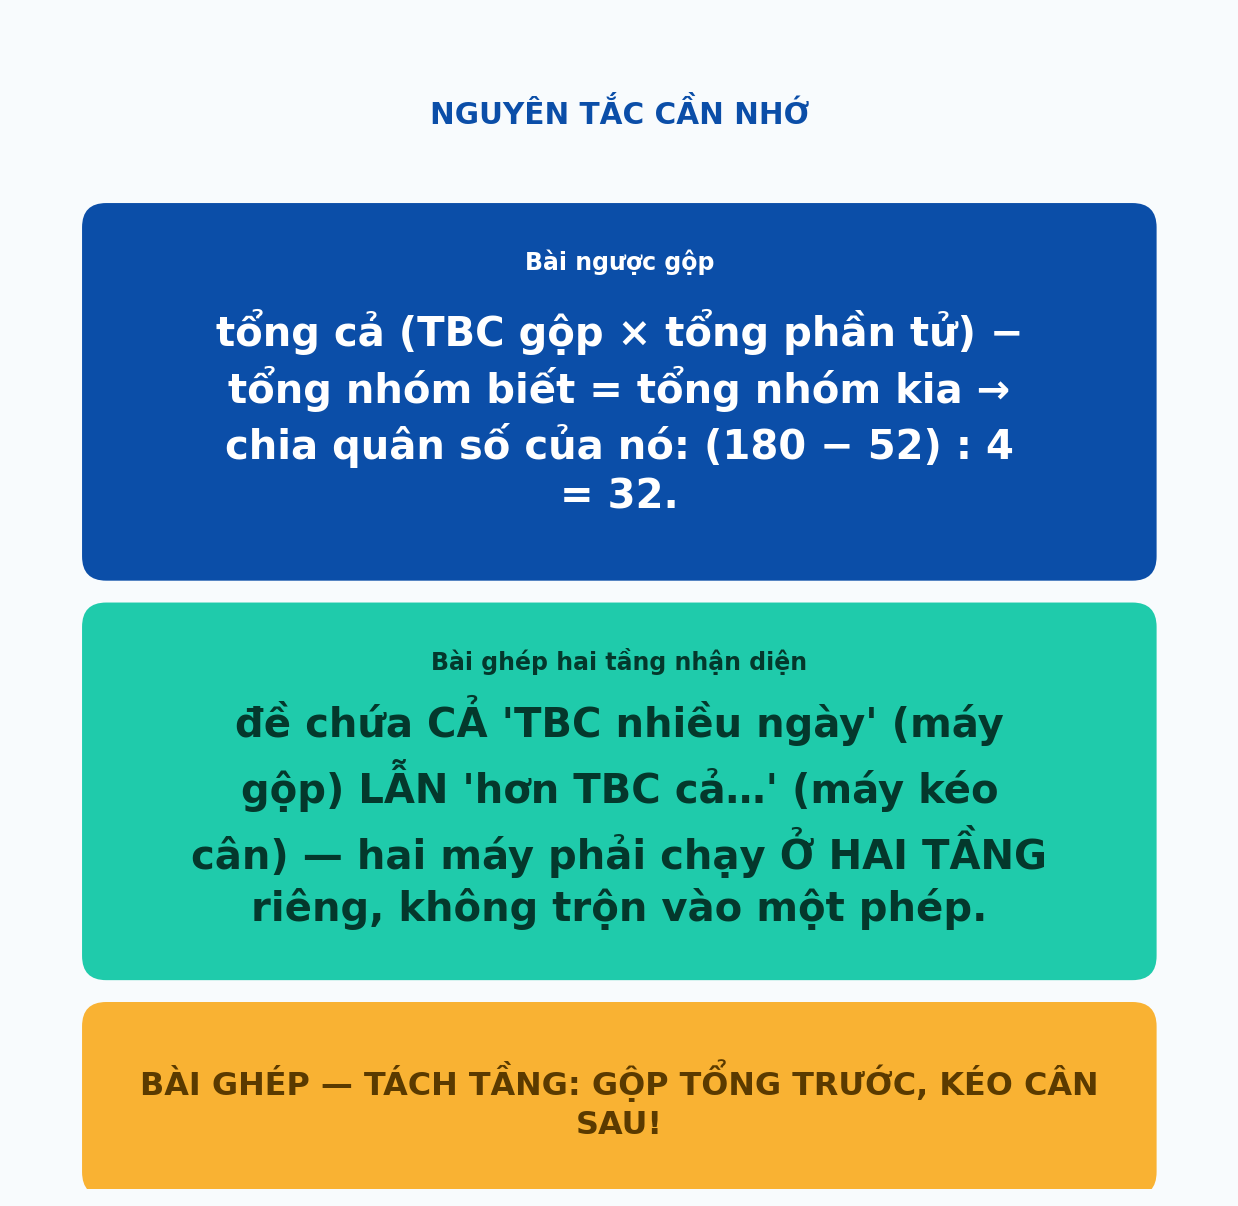 NGUYÊN TẮC CẦN NHỚ
Bài ngược gộp
tổng cả (TBC gộp × tổng phần tử) −
tổng nhóm biết = tổng nhóm kia →
chia quân số của nó: (180 − 52) : 4
= 32.
Bài ghép hai tầng nhận diện
đề chứa CẢ 'TBC nhiều ngày' (máy
gộp) LẪN 'hơn TBC cả…' (máy kéo
cân) — hai máy phải chạy Ở HAI TẦNG
riêng, không trộn vào một phép.
BÀI GHÉP — TÁCH TẦNG: GỘP TỔNG TRƯỚC, KÉO CÂN
SAU!